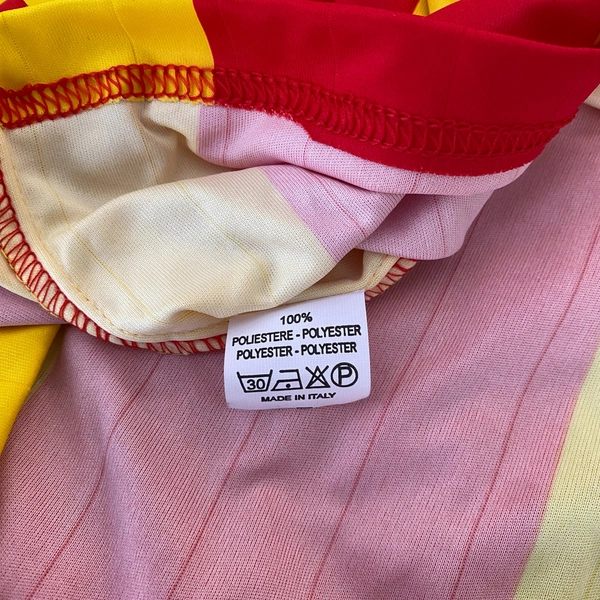 100%
POLIESTERE - POLYESTER
POLYESTER - POLYESTER
30 P
MADE IN ITALY